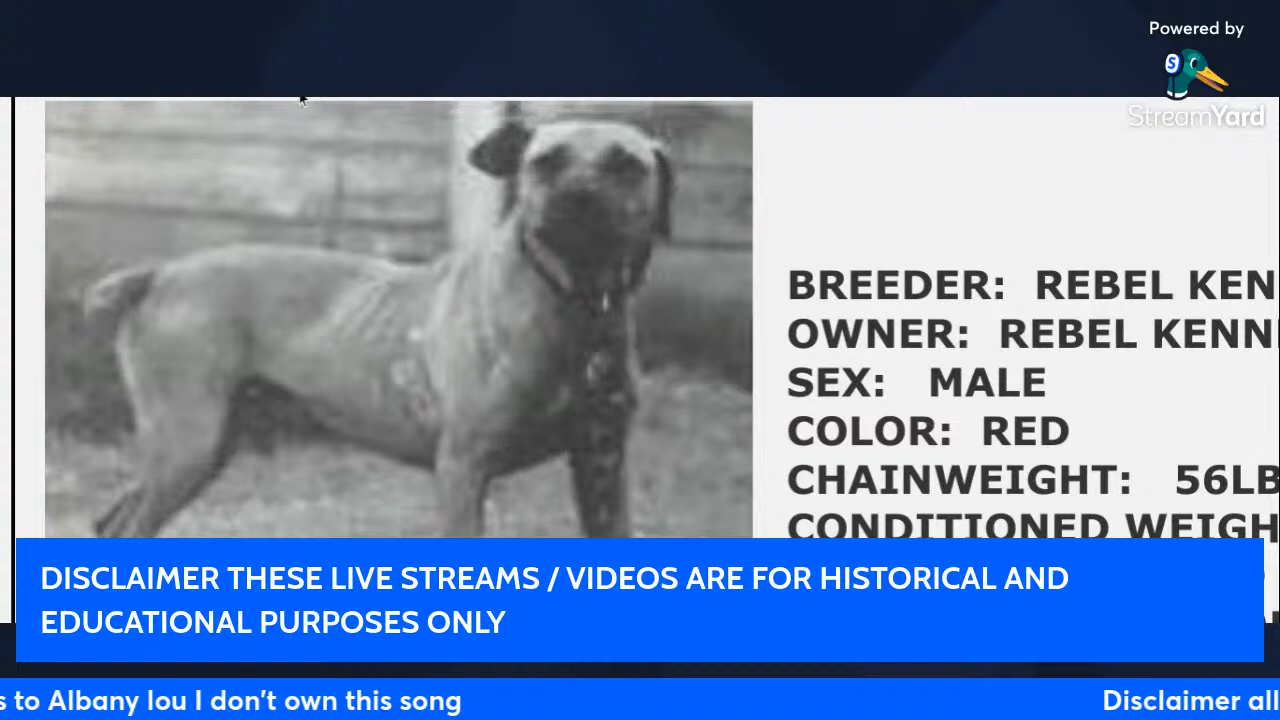 Powered by
StreamYard
BREEDER: REBEL KEN
OWNER: REBEL KENN
SEX: MALE
COLOR: RED
CHAINWEIGHT: 56LB
CONDITIONED WEIGH
DISCLAIMER THESE LIVE STREAMS / VIDEOS ARE FOR HISTORICAL AND
EDUCATIONAL PURPOSES ONLY
s to Albany lou I don't own this song
Disclaimer all